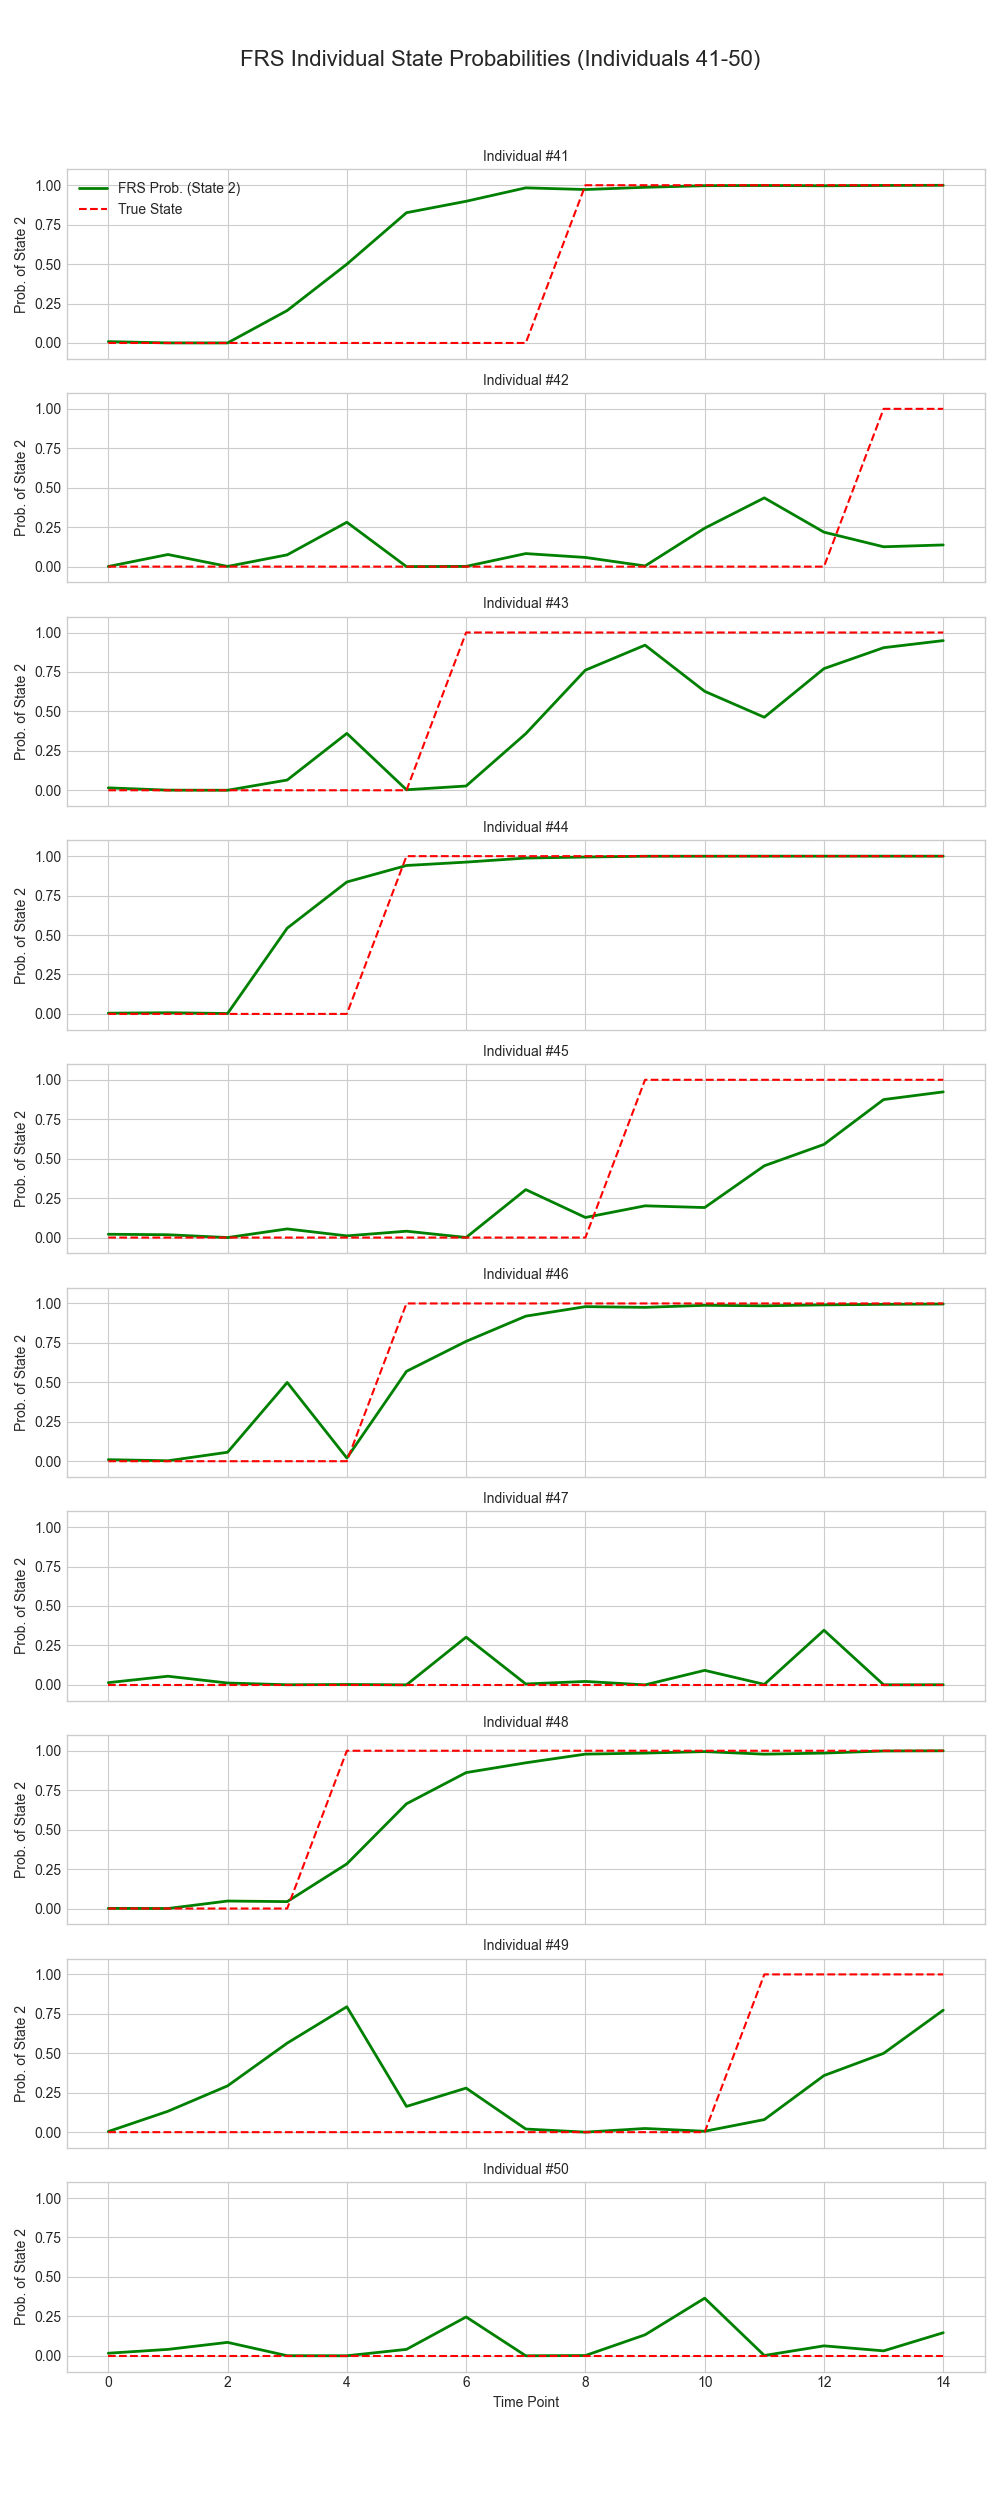 FRS Individual State Probabilities (Individuals 41-50)
Individual #41
FRS Prob. (State 2)
True State
1.00
0.75
0.50
0.25
0.00
Prob. of State 2
Individual #42
1.00
0.75
0.50
0.25
0.00
Prob. of State 2
Individual #43
1.00
0.75
0.50
0.25
0.00
Prob. of State 2
Individual #44
1.00
0.75
0.50
0.25
0.00
Prob. of State 2
Individual #45
1.00
0.75
0.50
0.25
0.00
Prob. of State 2
Individual #46
1.00
0.75
0.50
0.25
0.00
Prob. of State 2
Individual #47
1.00
0.75
0.50
0.25
0.00
Prob. of State 2
Individual #48
1.00
0.75
0.50
0.25
0.00
Prob. of State 2
Individual #49
1.00
0.75
0.50
0.25
0.00
Prob. of State 2
Individual #50
1.00
0.75
0.50
0.25
0.00
Prob. of State 2
0 2 4 6 8 10 12 14
Time Point